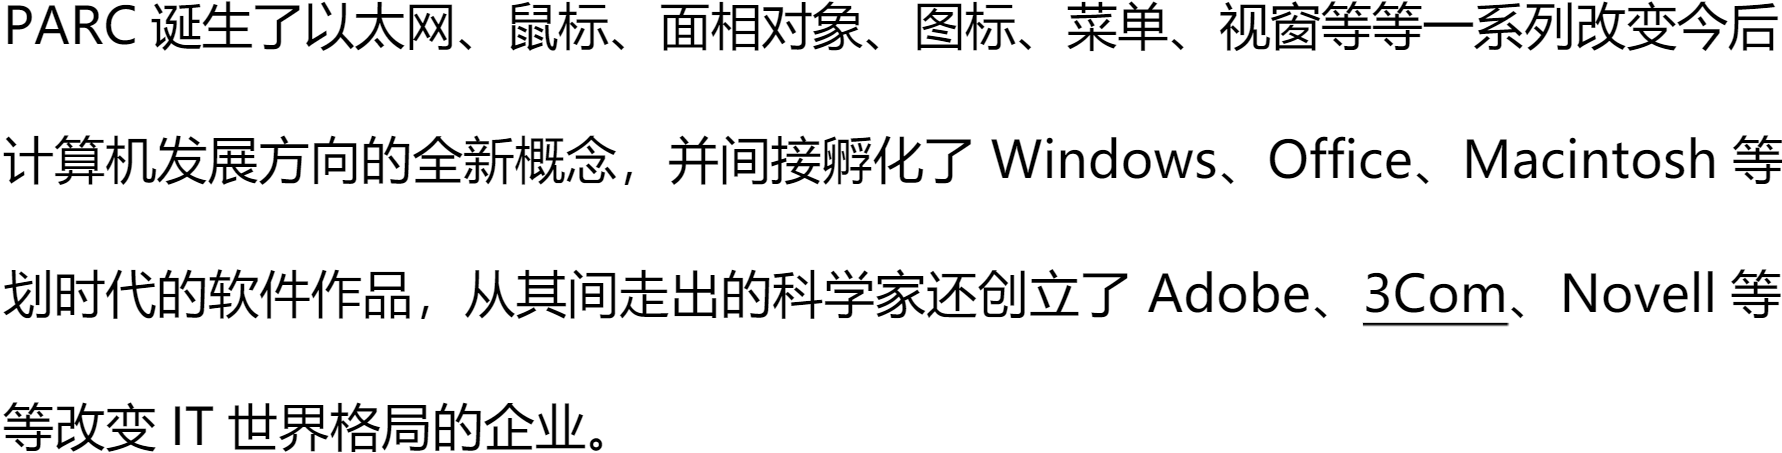 PARC 诞生了以太网、鼠标、面相对象、图标、菜单、视窗等等一系列改变今后
计算机发展方向的全新概念，并间接孵化了 Windows、Office、Macintosh 等
划时代的软件作品，从其间走出的科学家还创立了 Adobe、3Com、Novell 等
等改变 IT 世界格局的企业。